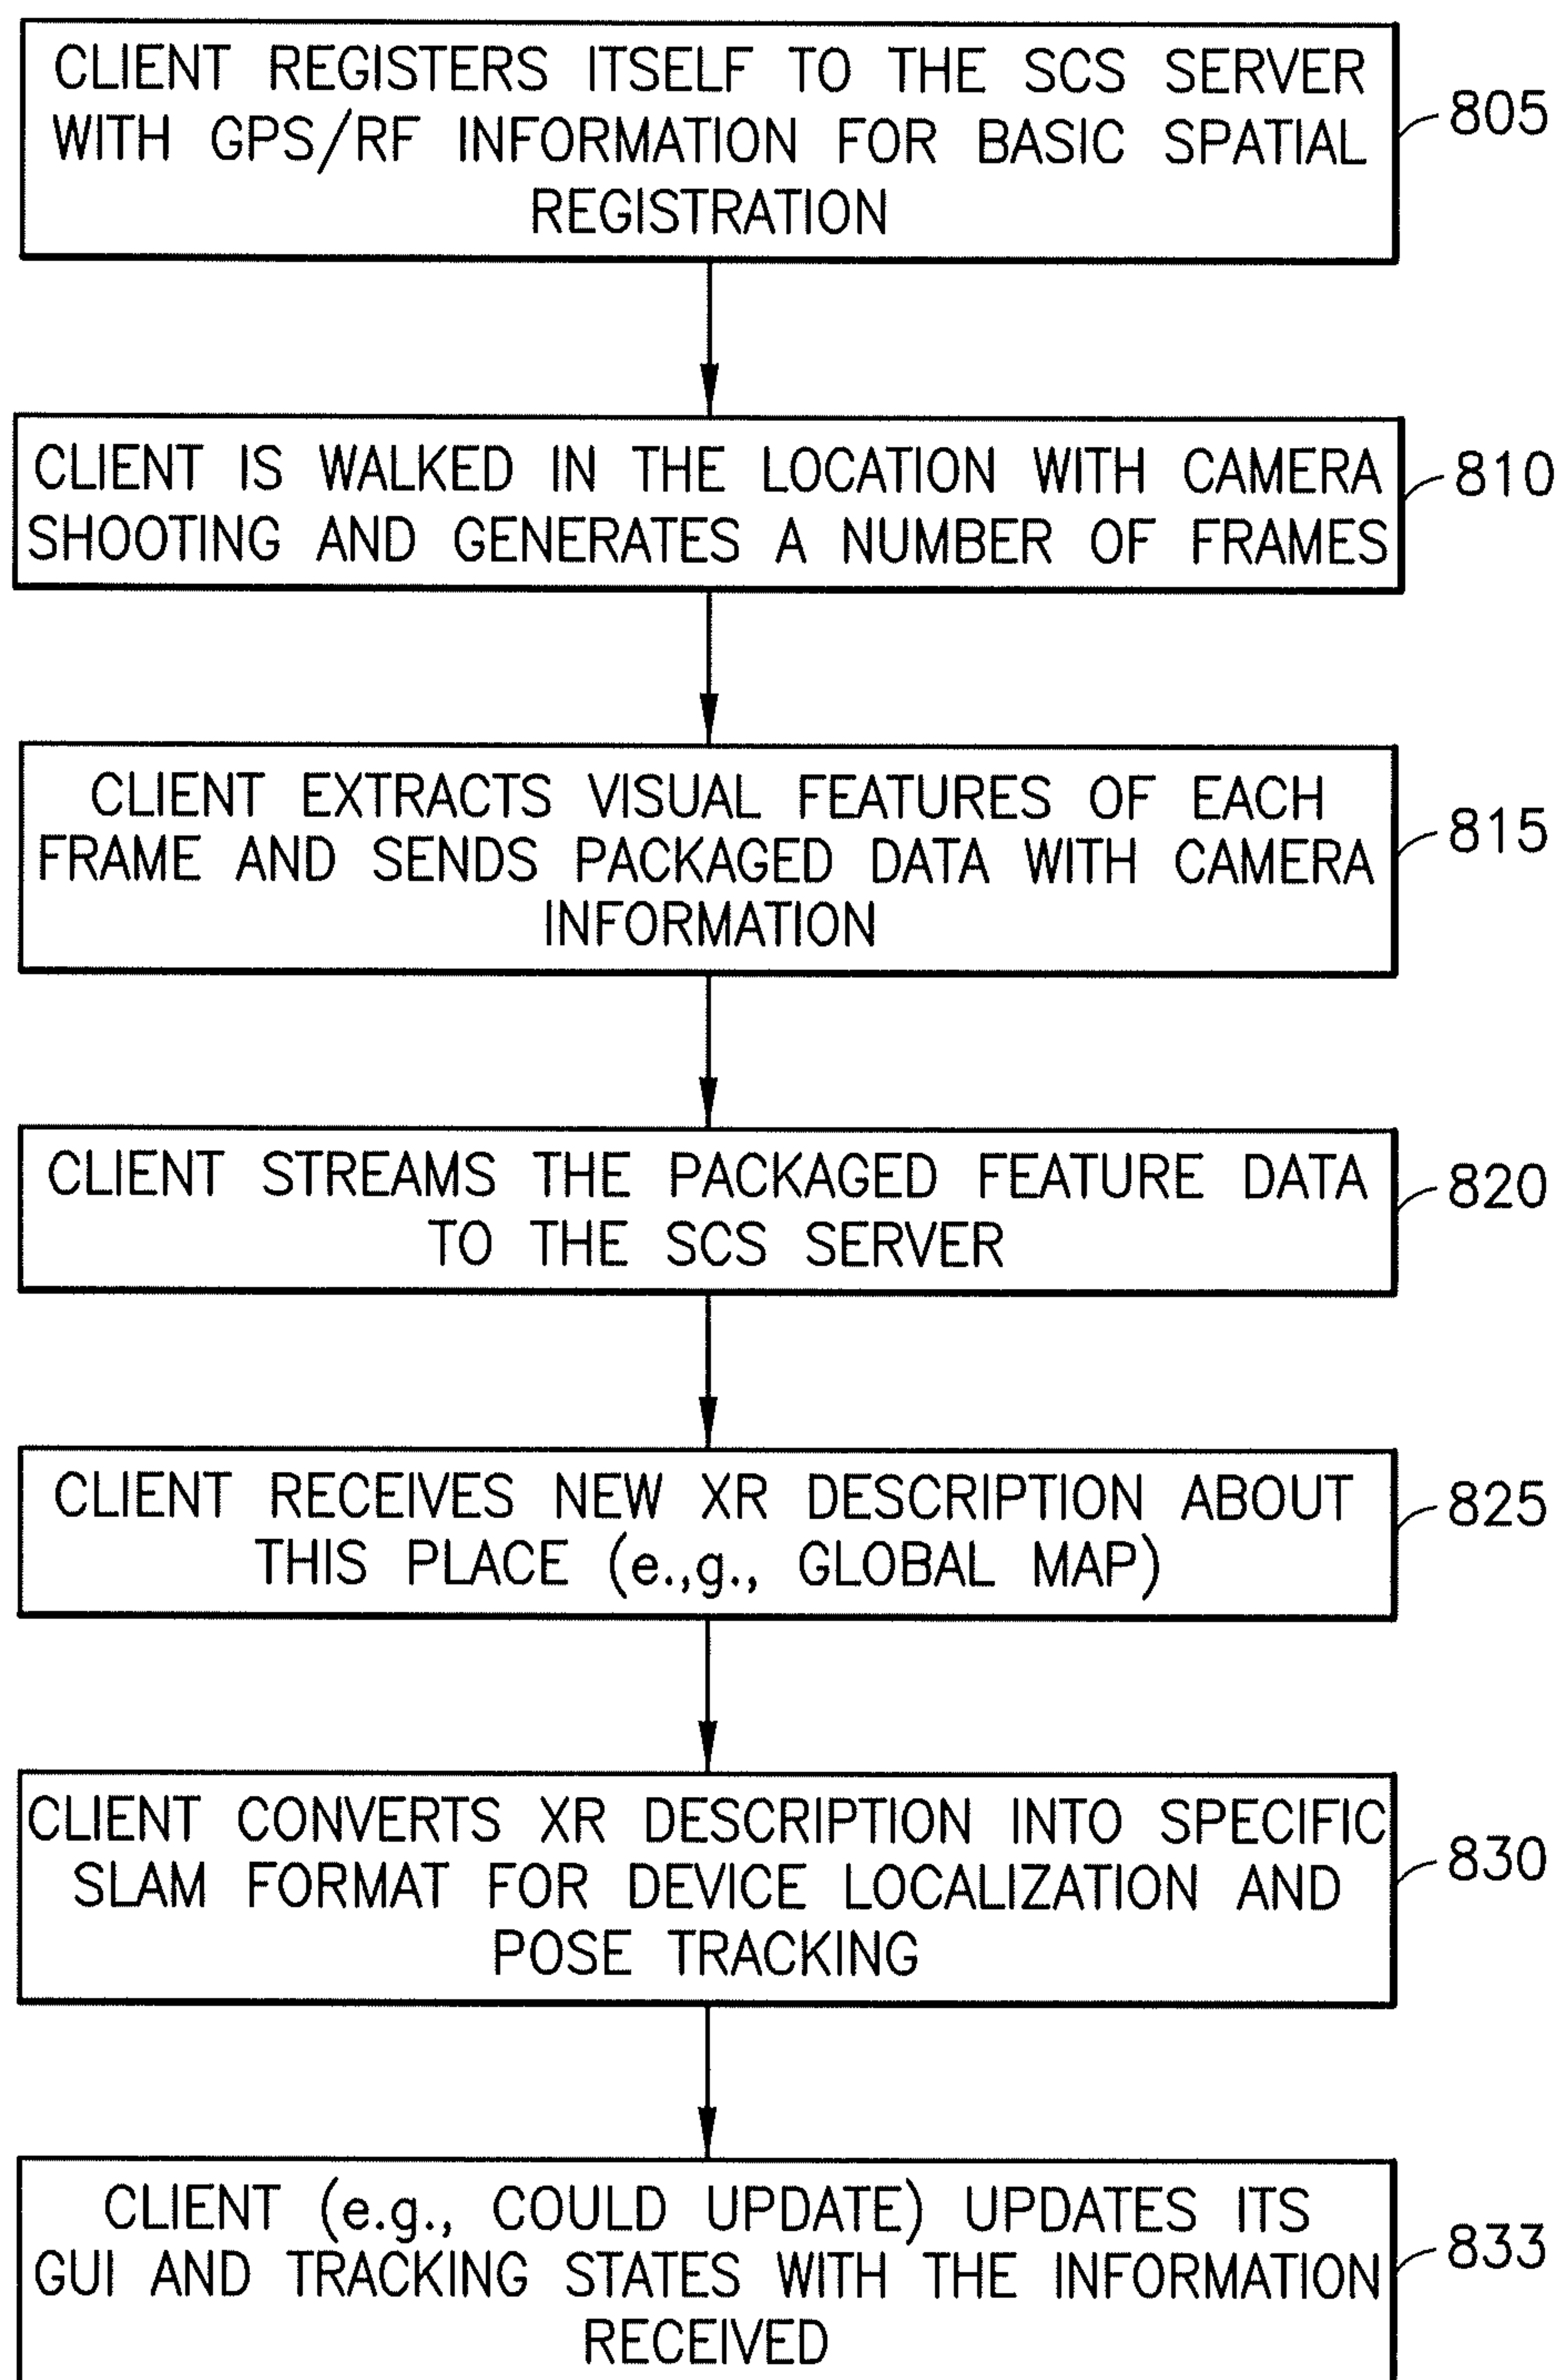 CLIENT REGISTERS ITSELF TO THE SCS SERVER
WITH GPS/RF INFORMATION FOR BASIC SPATIAL
REGISTRATION
805
CLIENT IS WALKED IN THE LOCATION WITH CAMERA
SHOOTING AND GENERATES A NUMBER OF FRAMES
810
CLIENT EXTRACTS VISUAL FEATURES OF EACH
FRAME AND SENDS PACKAGED DATA WITH CAMERA
INFORMATION
815
CLIENT STREAMS THE PACKAGED FEATURE DATA
TO THE SCS SERVER
820
CLIENT RECEIVES NEW XR DESCRIPTION ABOUT
THIS PLACE (e.,g., GLOBAL MAP)
825
CLIENT CONVERTS XR DESCRIPTION INTO SPECIFIC
SLAM FORMAT FOR DEVICE LOCALIZATION AND
POSE TRACKING
830
CLIENT (e.g., COULD UPDATE) UPDATES ITS
GUI AND TRACKING STATES WITH THE INFORMATION
RECEIVED
833